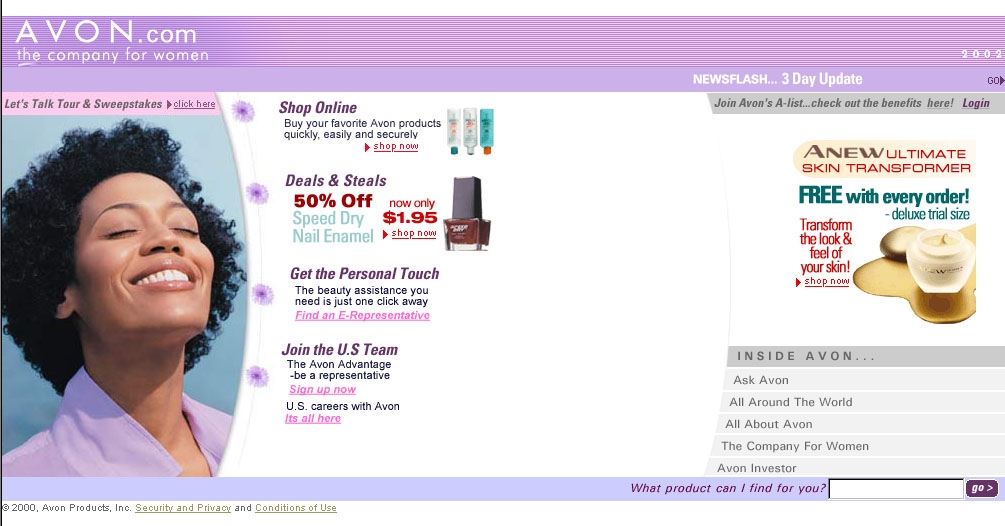 AVON.com
the company for women
2002
NEWSFLASH... 3 Day Update
GO
Let's Talk Tour & Sweepstakes click here
Join Avon's A-list...check out the benefits here! Login
Shop Online
Buy your favorite Avon products
quickly, easily and securely
shop now
Deals & Steals
50% Off
Speed Dry
Nail Enamel
now only
$1.95
shop now
Get the Personal Touch
The beauty assistance you
need is just one click away
Find an E-Representative
Join the U.S Team
The Avon Advantage
-be a representative
Sign up now
U.S. careers with Avon
Its all here
ANEW ULTIMATE
SKIN TRANSFORMER
FREE with every order!
- deluxe trial size
Transform
the look &
feel of
your skin!
shop now
INSIDE AVON...
Ask Avon
All Around The World
All About Avon
The Company For Women
Avon Investor
What product can I find for you?
go >
© 2000, Avon Products, Inc. Security and Privacy and Conditions of Use